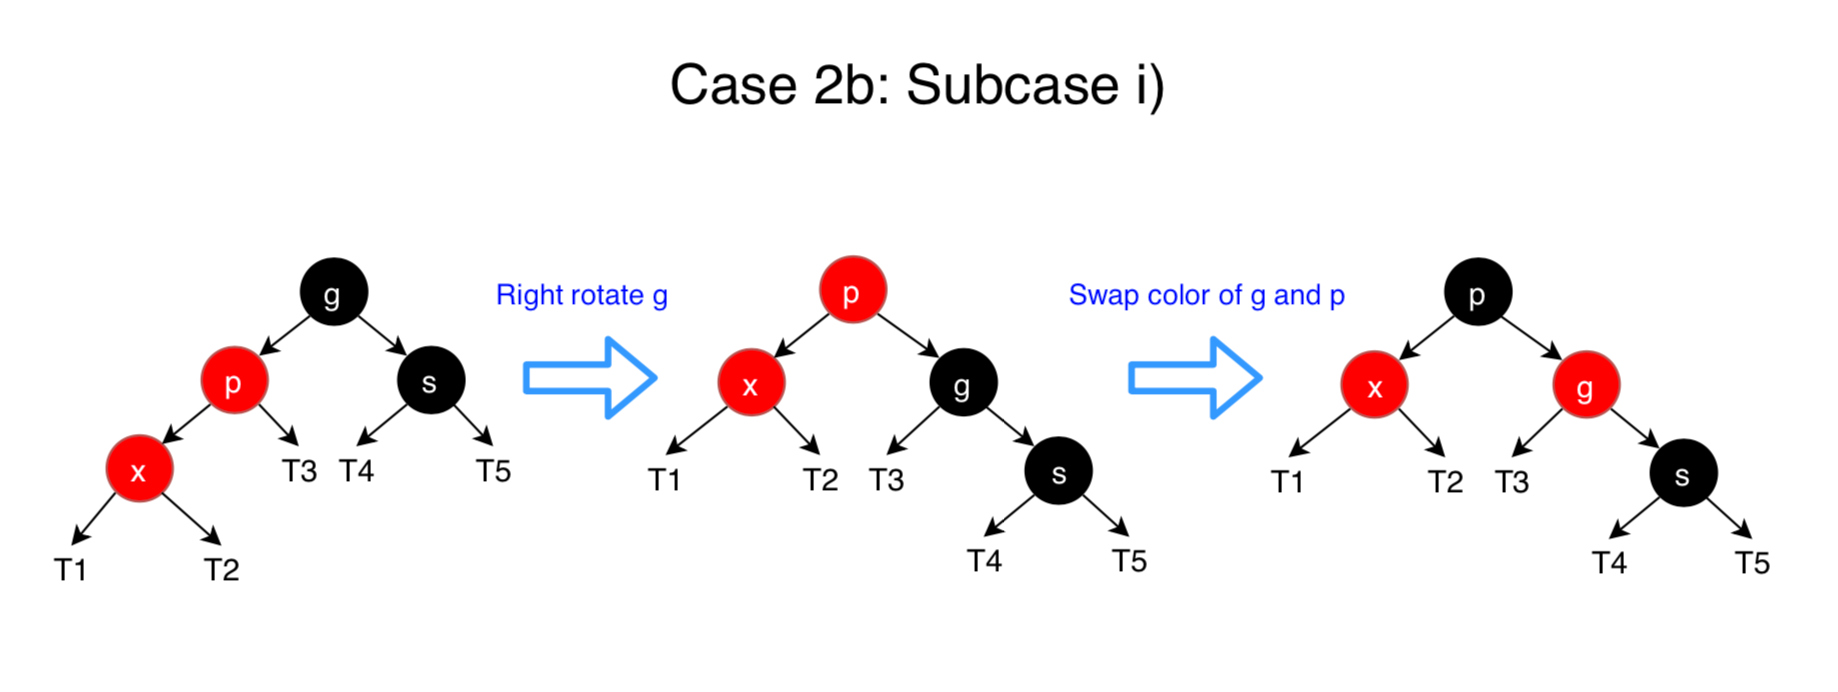 Case 2b: Subcase i)
g
Right rotate g
p
Swap color of g and p
p
p
s
x
g
x
g
x
T3
T4
T5
T1
T2
T3
s
T1
T2
T3
s
T1
T2
T4
T5
T4
T5